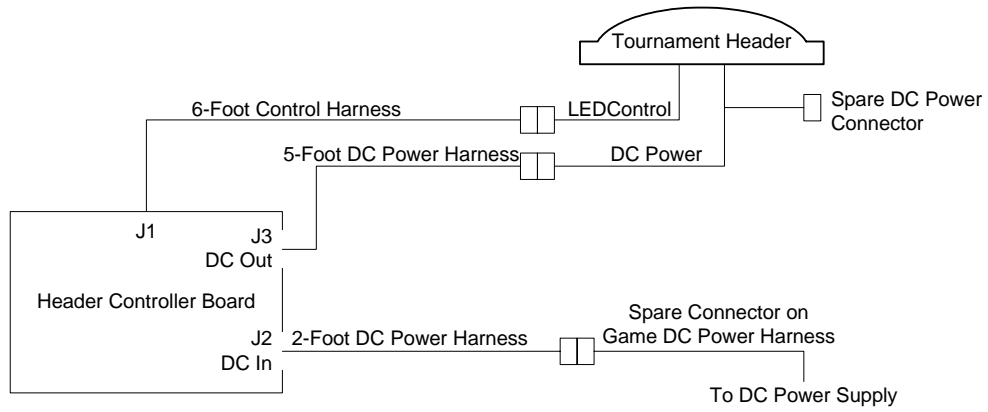 Tournament Header
6-Foot Control Harness
LEDControl
Spare DC Power
Connector
5-Foot DC Power Harness
DC Power
J1
J3
DC Out
Header Controller Board
J2
DC In
2-Foot DC Power Harness
Spare Connector on
Game DC Power Harness
To DC Power Supply